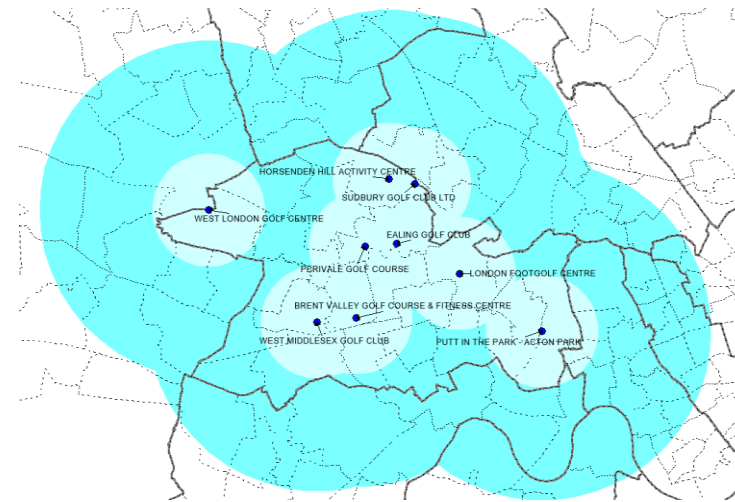 HORSENDEN HILL ACTIVITY CENTRE
SUDBURY GOLF CLUB LTD
WEST LONDON GOLF CENTRE
EALING GOLF CLUB
PERIVALE GOLF COURSE
LONDON FOOTGOLF CENTRE
BRENT VALLEY GOLF COURSE & FITNESS CENTRE
WEST MIDDLESEX GOLF CLUB
PUTT IN THE PARK - ACTON PARK